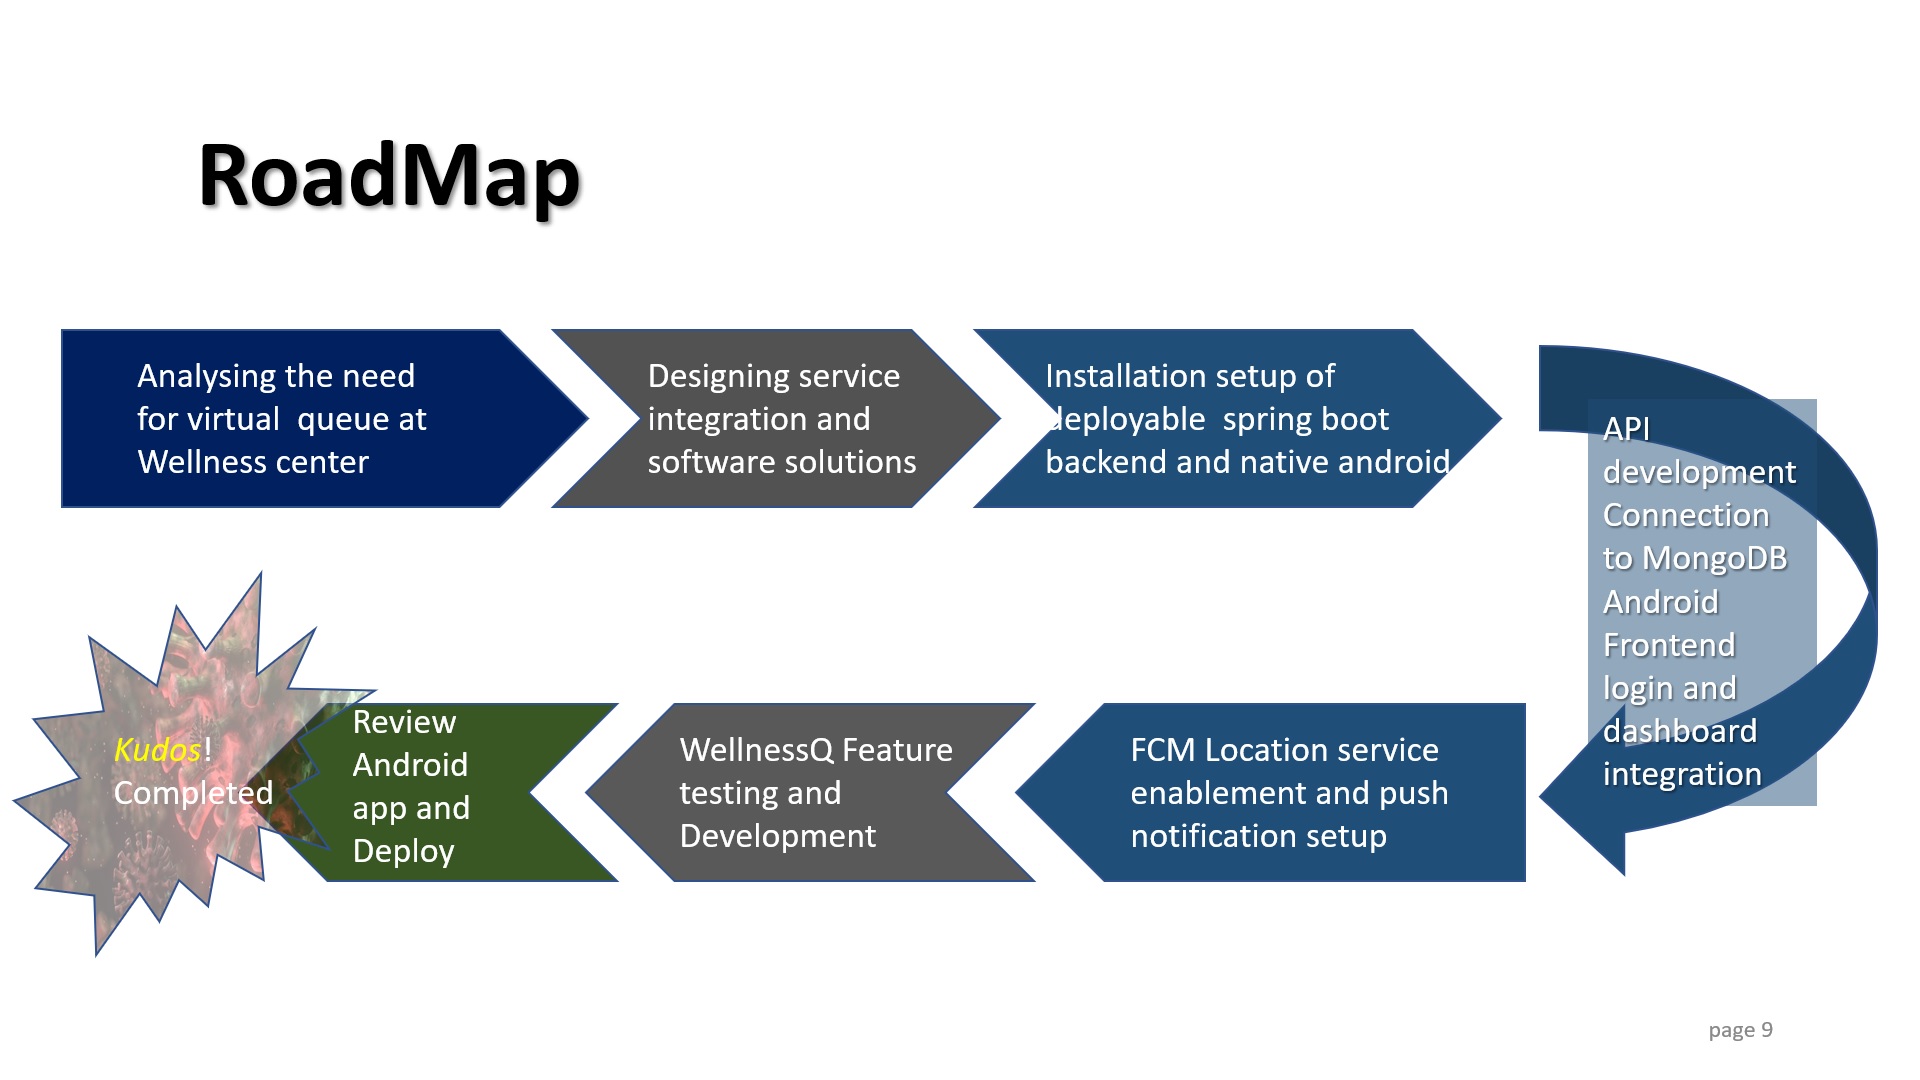 RoadMap
Analysing the need
for virtual  queue at
Wellness center
Designing service
integration and
software solutions
Installation setup of
deployable  spring boot
backend and native android
API
development
Connection
to MongoDB
Android
Frontend
login and
dashboard
integration
FCM Location service
enablement and push
notification setup
WellnessQ Feature
testing and
Development
Review
Android
app and
Deploy
Kudos!
Completed
page 9